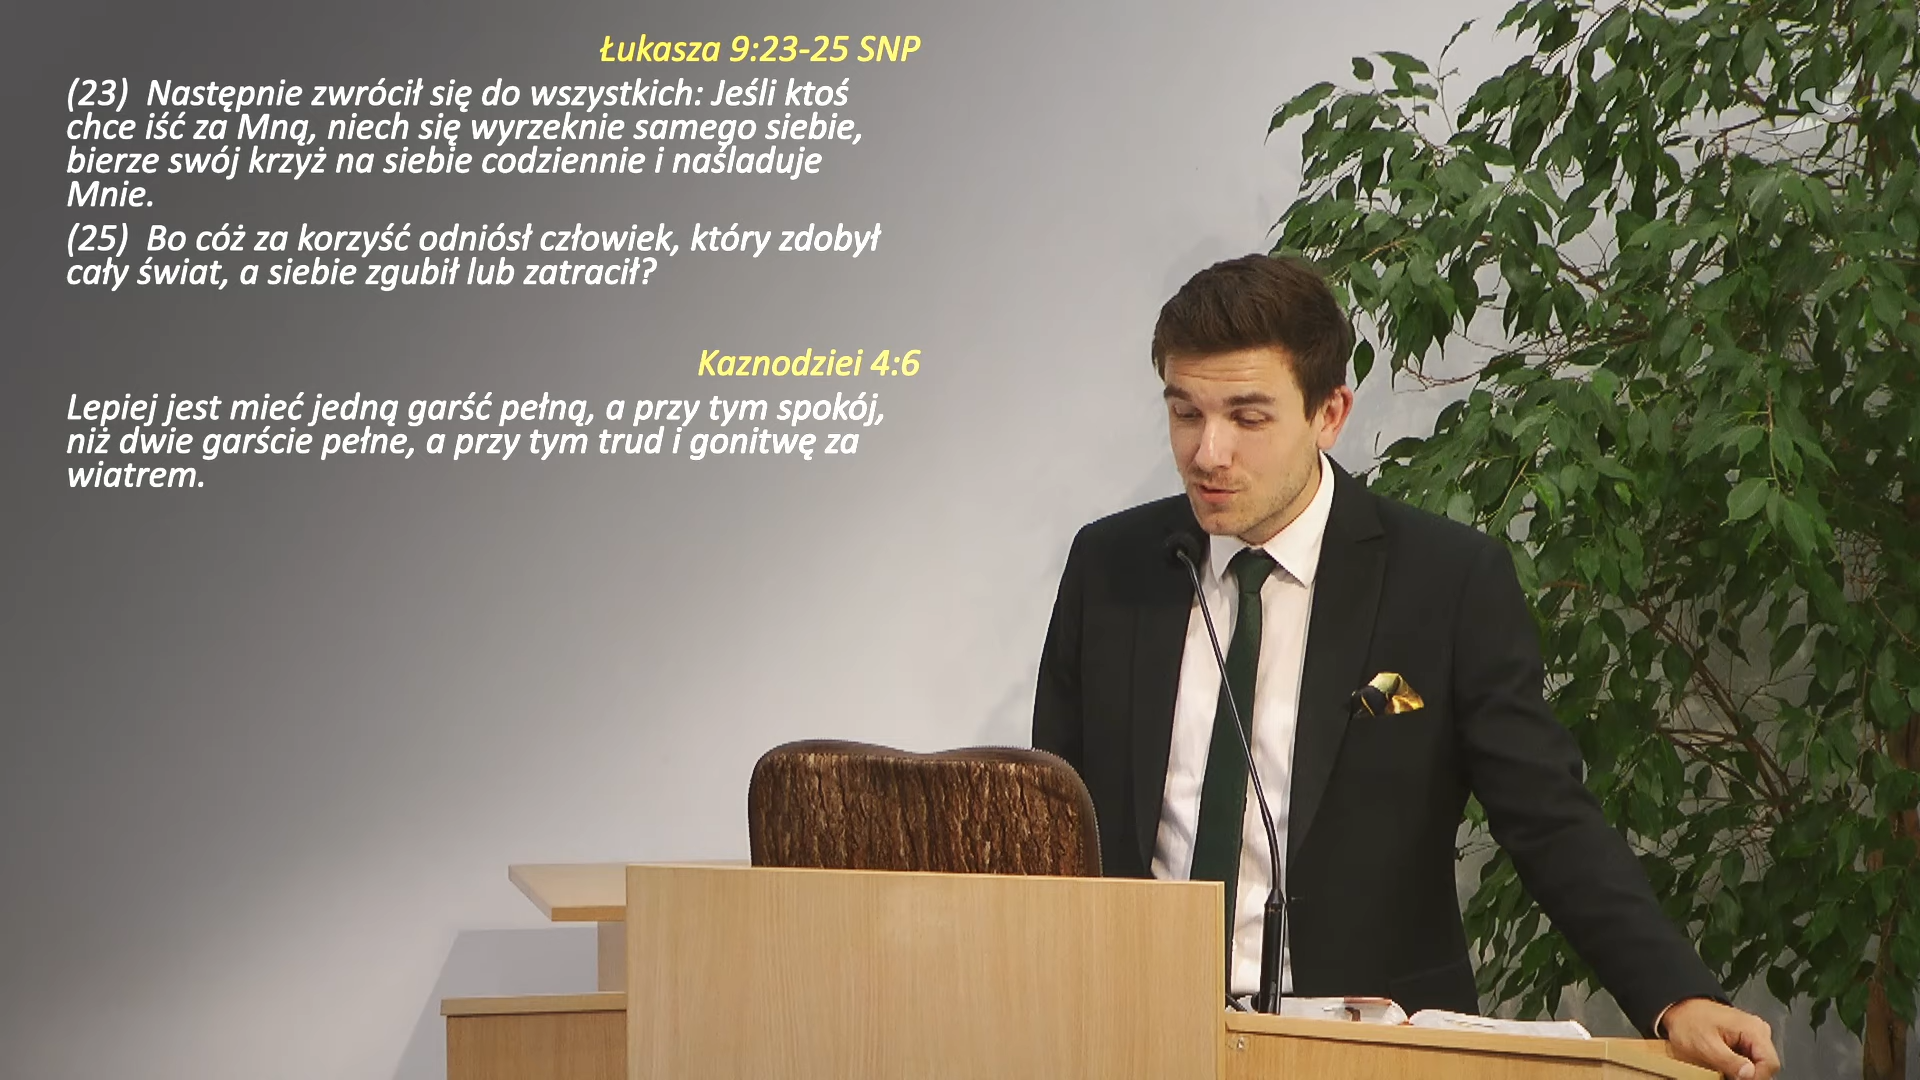 Łukasza 9:23-25 SNP
(23)  Następnie zwrócił się do wszystkich: Jeśli ktoś
chce iść za Mną, niech się wyrzeknie samego siebie,
bierze swój krzyż na siebie codziennie i naśladuje
Mnie.
(25)  Bo cóż za korzyść odniósł człowiek, który zdobył
cały świat, a siebie zgubił lub zatracił?
Kaznodziei 4:6
Lepiej jest mieć jedną garść pełną, a przy tym spokój,
niż dwie garście pełne, a przy tym trud i gonitwę za
wiatrem.